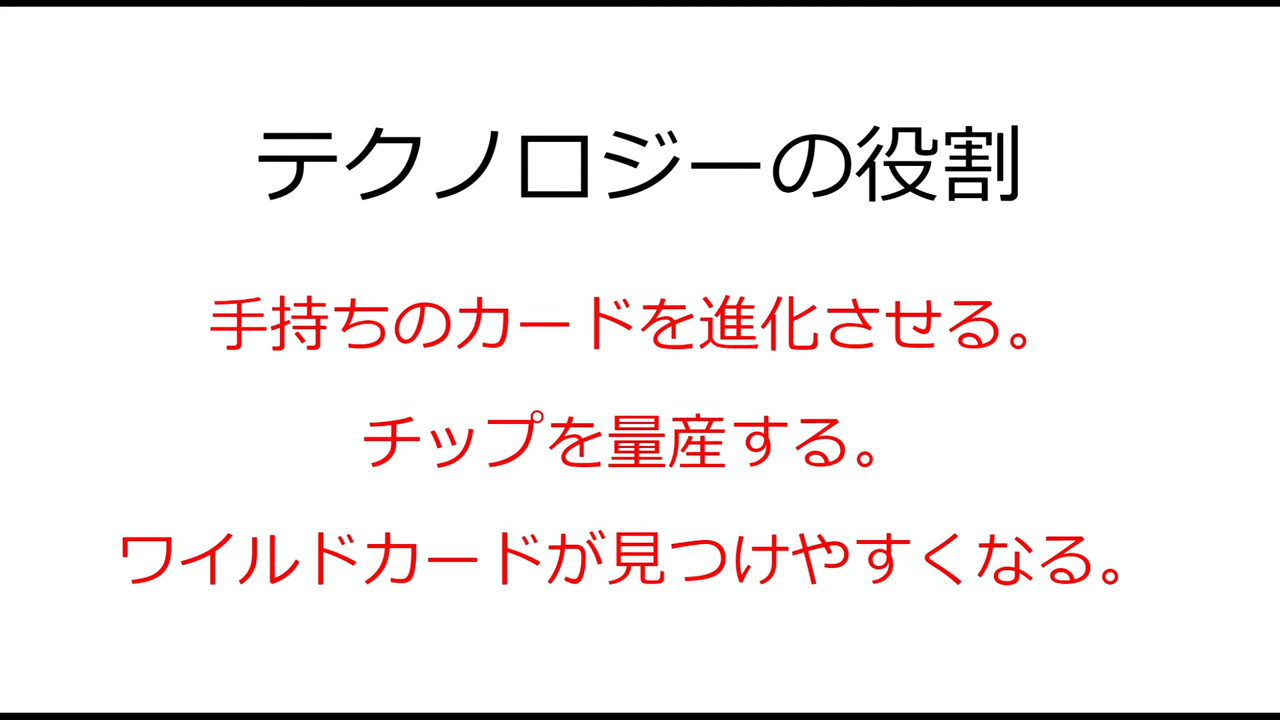 テクノロジーの役割
手持ちのカードを進化させる。
チップを量産する。
ワイルドカードが見つけやすくなる。